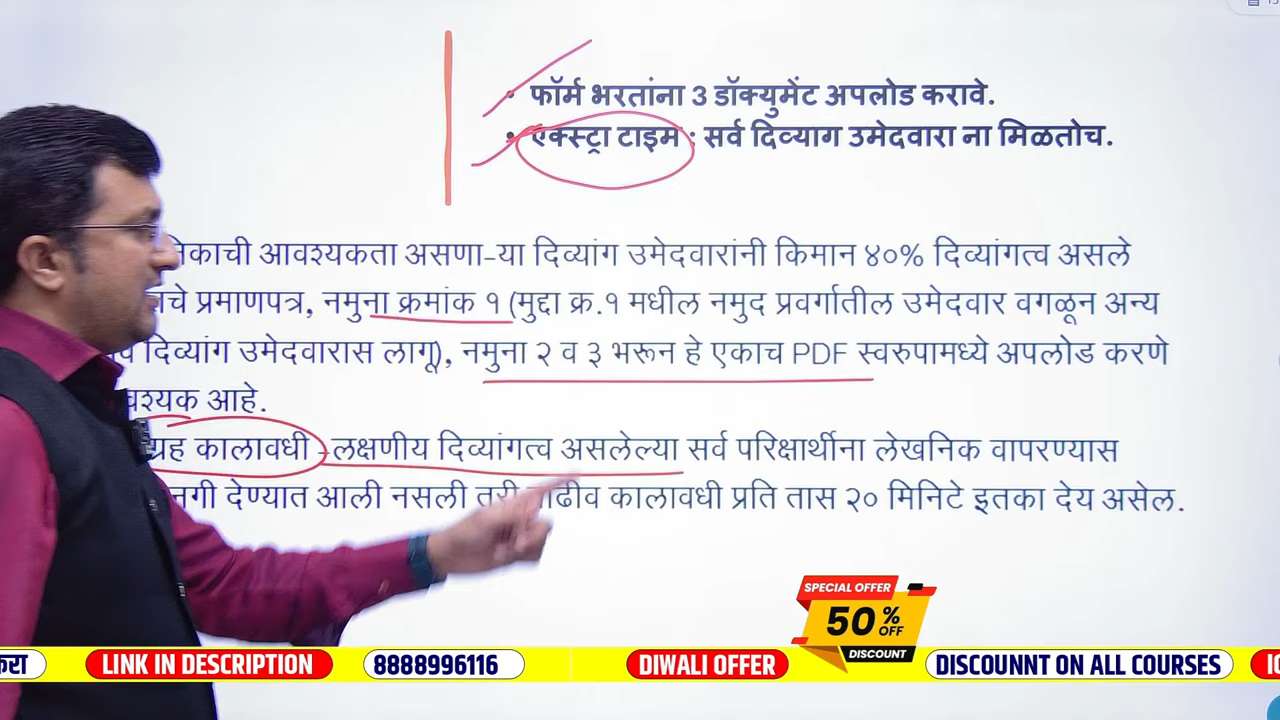 फॉर्म भरतांना 3 डॉक्युमेंट अपलोड करावे.
एक्स्ट्रा टाइम : सर्व दिव्याग उमेदवारा ना मिळतोच.
आवश्यकता असणा-या दिव्यांग उमेदवारांनी किमान ४०% दिव्यांगत्व असले
प्रमाणपत्र, नमुना क्रमांक १ (मुद्दा क्र.१ मधील नमुद प्रवर्गातील उमेदवार वगळून अन्य
दिव्यांग उमेदवारास लागू), नमुना २ व ३ भरून हे एकाच PDF स्वरुपामध्ये अपलोड करणे
आहे.
कालावधी - लक्षणीय दिव्यांगत्व असलेल्या सर्व परिक्षार्थीना लेखनिक वापरण्यास
देण्यात आली नसली तरी कालावधी प्रति तास २० मिनिटे इतका देय असेल.
SPECIAL OFFER
50% OFF
DISCOUNT
LINK IN DESCRIPTION
8888996116
DIWALI OFFER
DISCOUNNT ON ALL COURSES